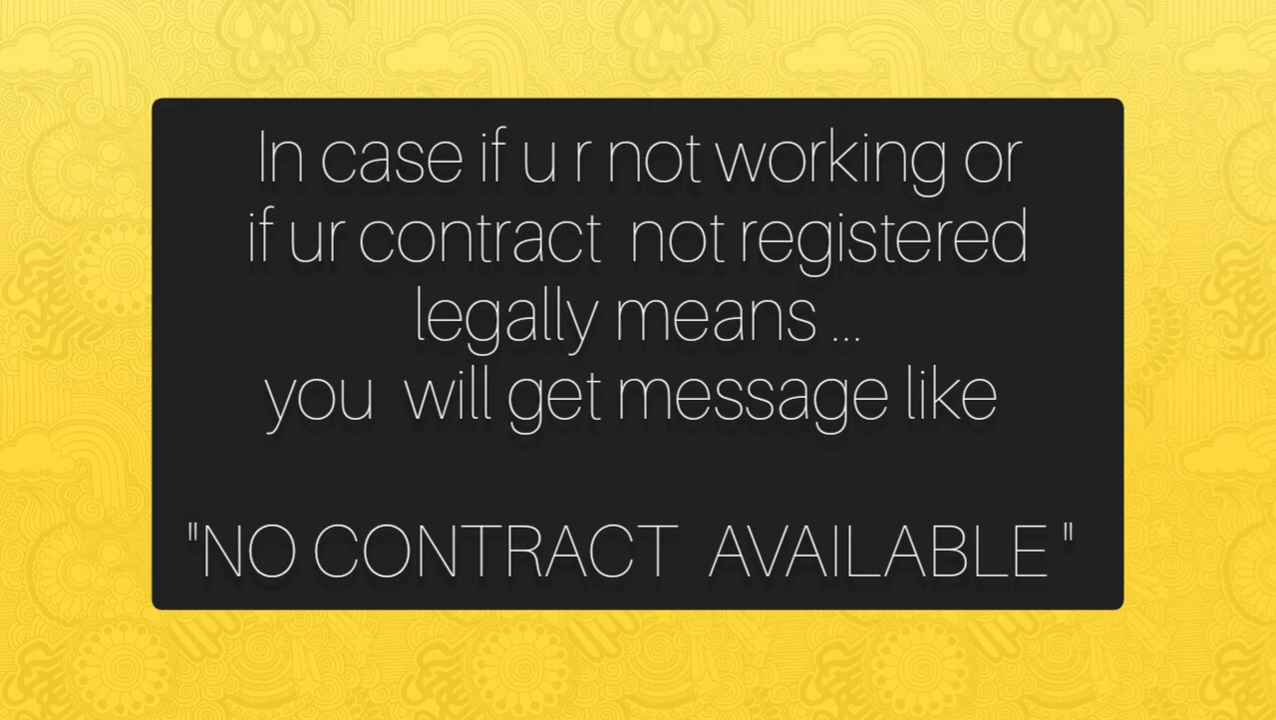 In case if u r not working or
if ur contract not registered
legally means ...
you will get message like
"NO CONTRACT AVAILABLE "